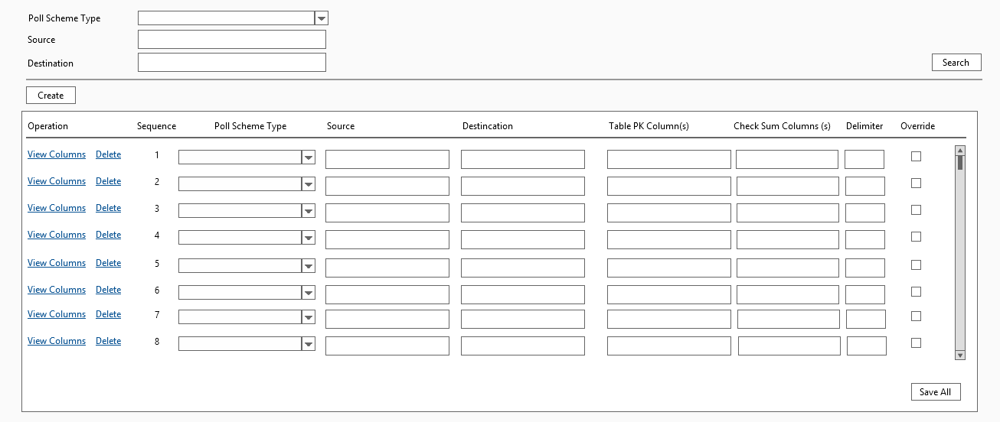 Poll Scheme Type
Source
Destination
Search
Create
Operation Sequence Poll Scheme Type Source Destincation Table PK Column(s) Check Sum Columns (s) Delimiter Override
View Columns Delete 1
View Columns Delete 2
View Columns Delete 3
View Columns Delete 4
View Columns Delete 5
View Columns Delete 6
View Columns Delete 7
View Columns Delete 8
Save All